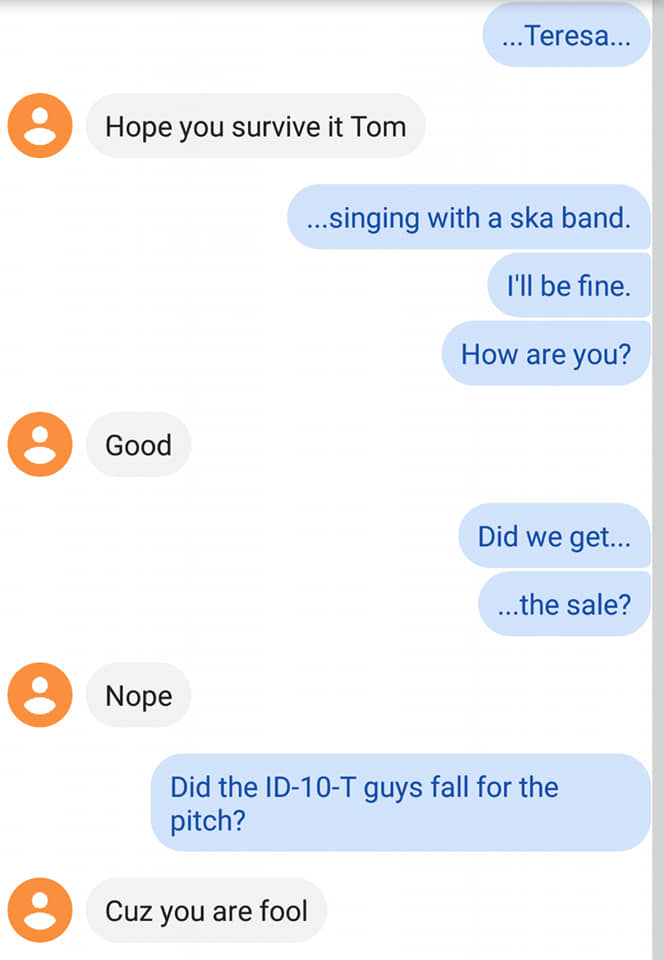 ...Teresa...
Hope you survive it Tom
...singing with a ska band.
I'll be fine.
How are you?
Good
Did we get...
...the sale?
Nope
Did the ID-10-T guys fall for the
pitch?
Cuz you are fool